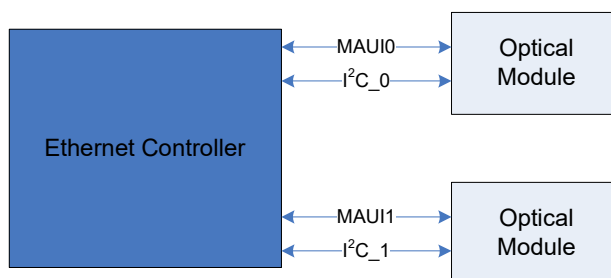 MAUI0
I²C_0
Optical
Module
Ethernet Controller
MAUI1
I²C_1
Optical
Module